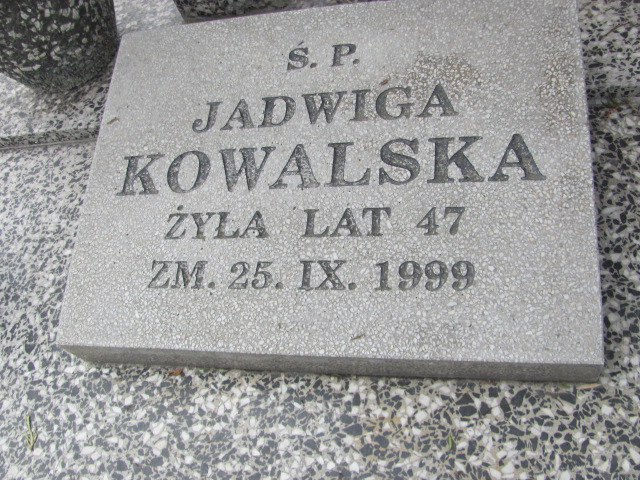 Ś. P.
JADWIGA
KOWALSKA
ŻYŁA LAT 47
ZM. 25. IX. 1999